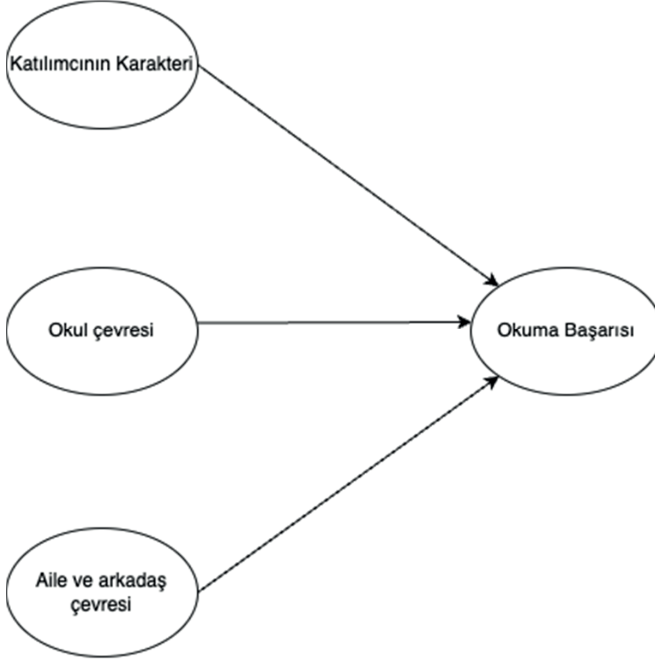 Katılımcının Karakteri
Okul çevresi
Okuma Başarısı
Aile ve arkadaş
çevresi